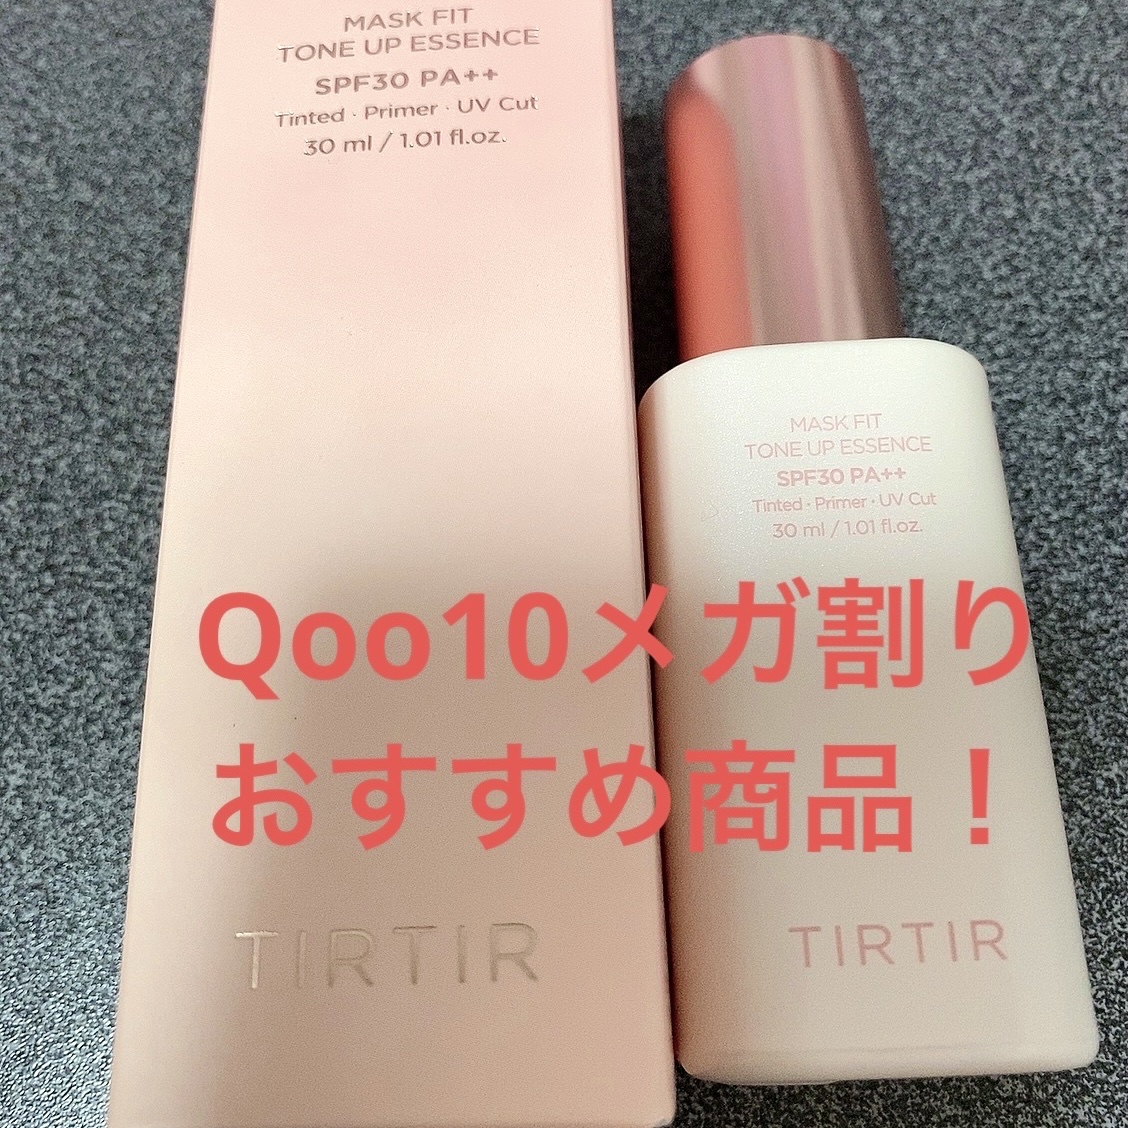 MASK FIT
TONE UP ESSENCE
SPF30 PA++
Tinted · Primer · UV Cut
30 ml / 1.01 fl.oz.
MASK FIT
TONE UP ESSENCE
SPF30 PA++
Tinted · Primer · UV Cut
30 ml / 1.01 fl.oz.
Qoo10メガ割り
おすすめ商品！
TIRTIR
TIRTIR